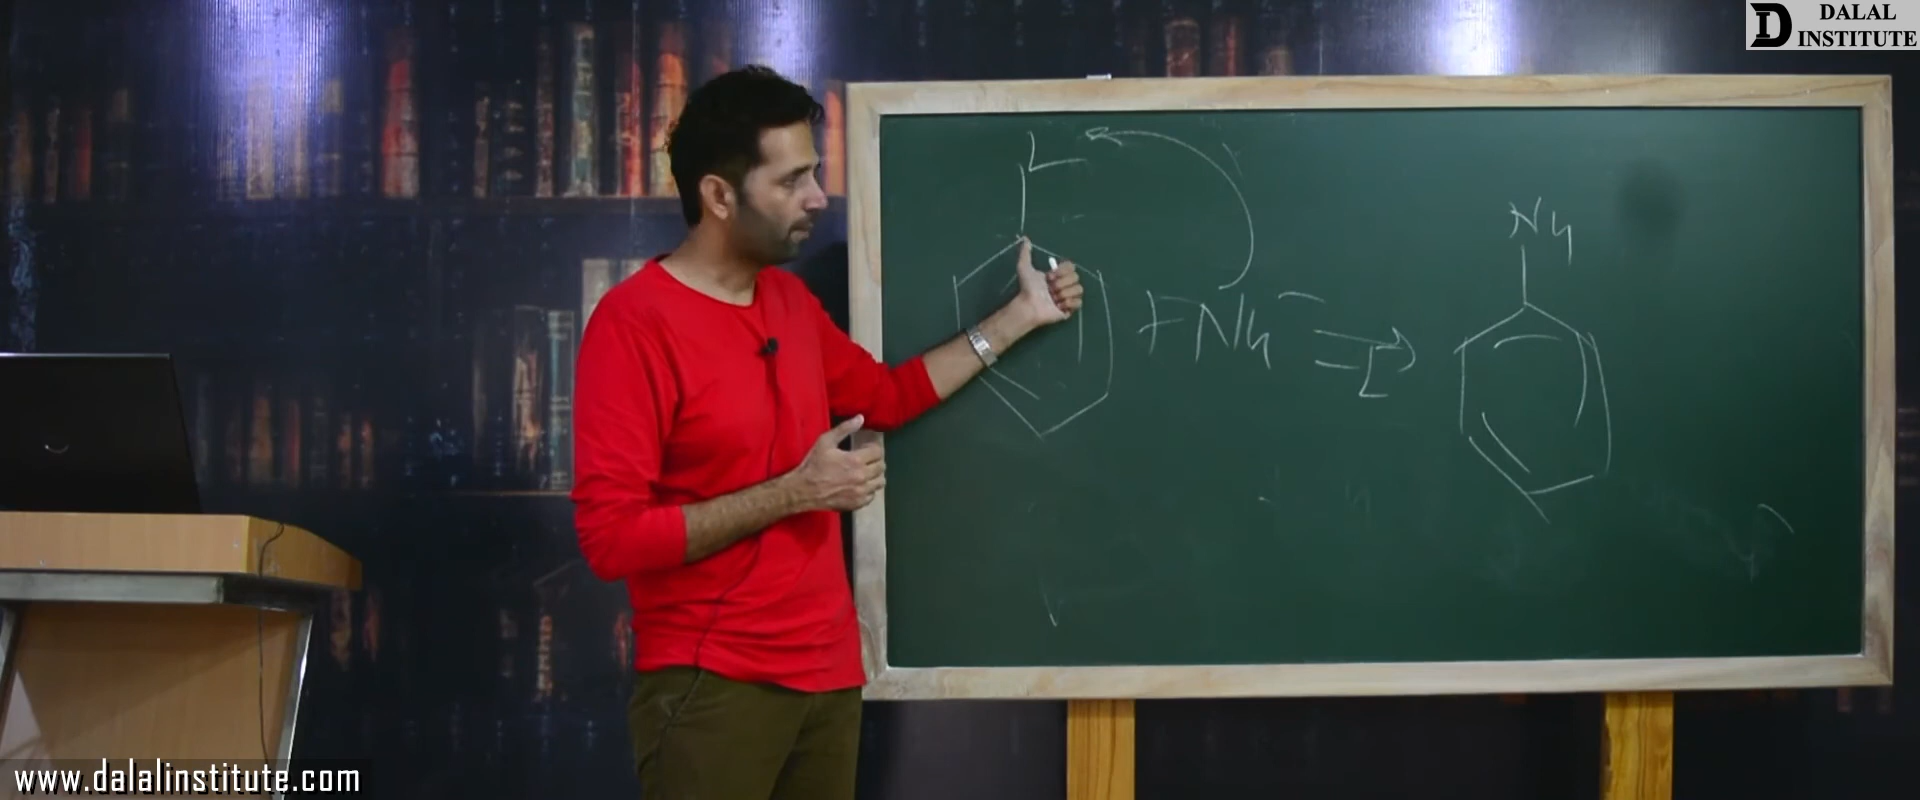 DALAL
INSTITUTE
L
+ Nu⁻
-L
Nu
www.dalalinstitute.com